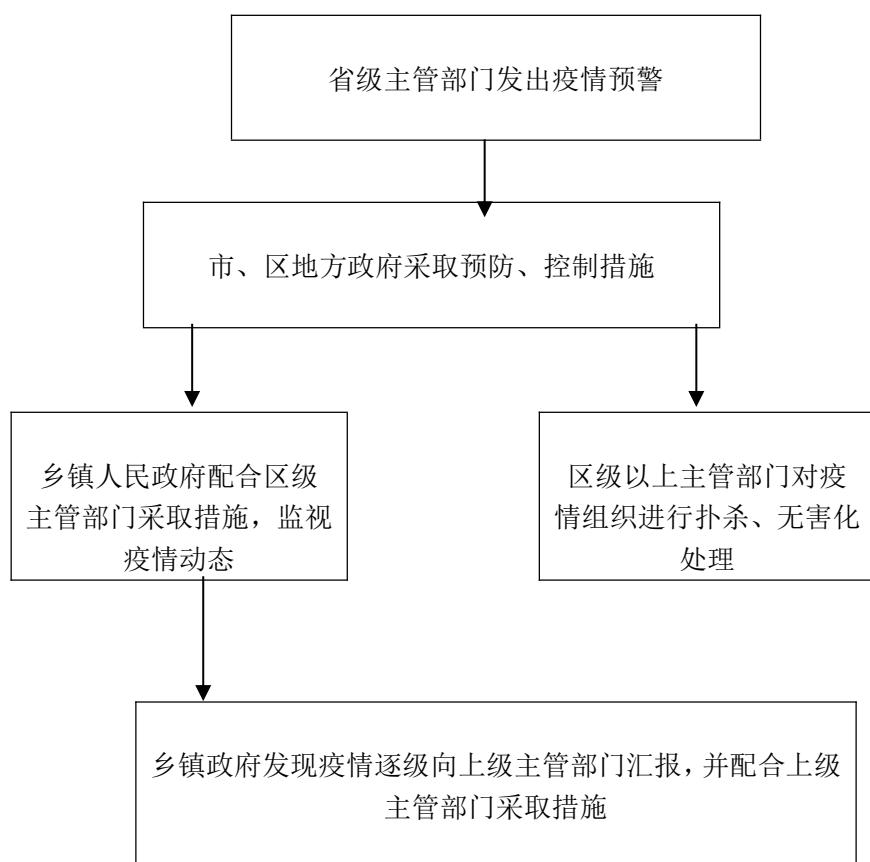 省级主管部门发出疫情预警
市、区地方政府采取预防、控制措施
乡镇人民政府配合区级
主管部门采取措施，监视
疫情动态
区级以上主管部门对疫
情组织进行扑杀、无害化
处理
乡镇政府发现疫情逐级向上级主管部门汇报，并配合上级
主管部门采取措施